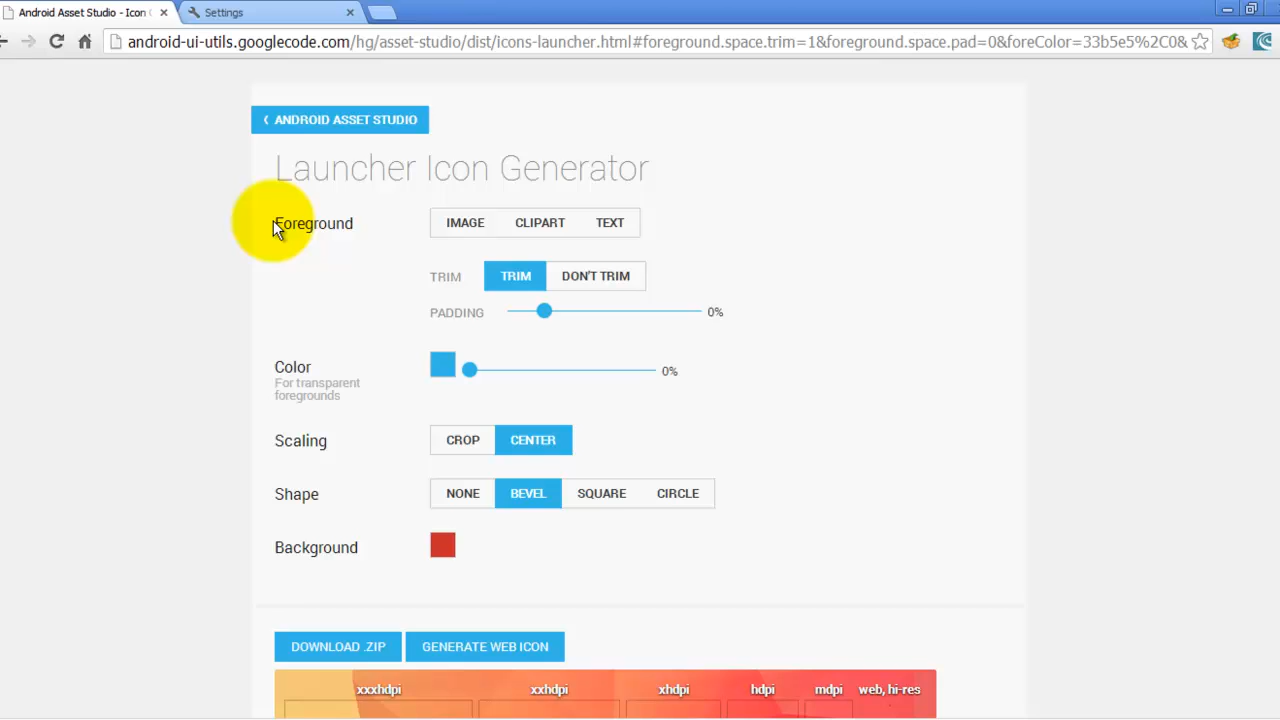 Android Asset Studio - Icon
Settings
android-ui-utils.googlecode.com/hg/asset-studio/dist/icons-launcher.html#foreground.space.trim=1&foreground.space.pad=0&foreColor=33b5e5%2C0&
ANDROID ASSET STUDIO
Launcher Icon Generator
Foreground
IMAGE CLIPART TEXT
TRIM TRIM DON'T TRIM
PADDING 0%
Color 0%
For transparent
foregrounds
Scaling CROP CENTER
Shape NONE BEVEL SQUARE CIRCLE
Background
DOWNLOAD .ZIP GENERATE WEB ICON
xxxhdpi xxhdpi xhdpi hdpi mdpi web, hi-res